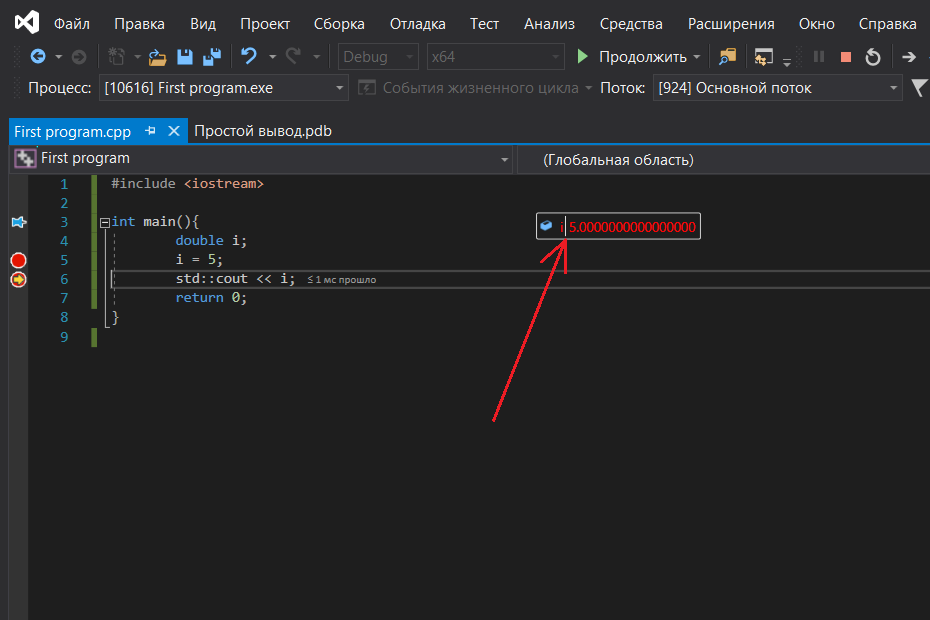 Файл Правка Вид Проект Сборка Отладка Тест Анализ Средства Расширения Окно Справка
Debug x64 Продолжить
Процесс: [10616] First program.exe События жизненного цикла Поток: [924] Основной поток
First program.cpp Простой вывод.pdb
First program (Глобальная область)
1 #include <iostream>
2
3 int main(){
4 double i;
5 i = 5;
6 std::cout << i; ≤ 1 мс прошло
7 return 0;
8 }
9
i 5.0000000000000000